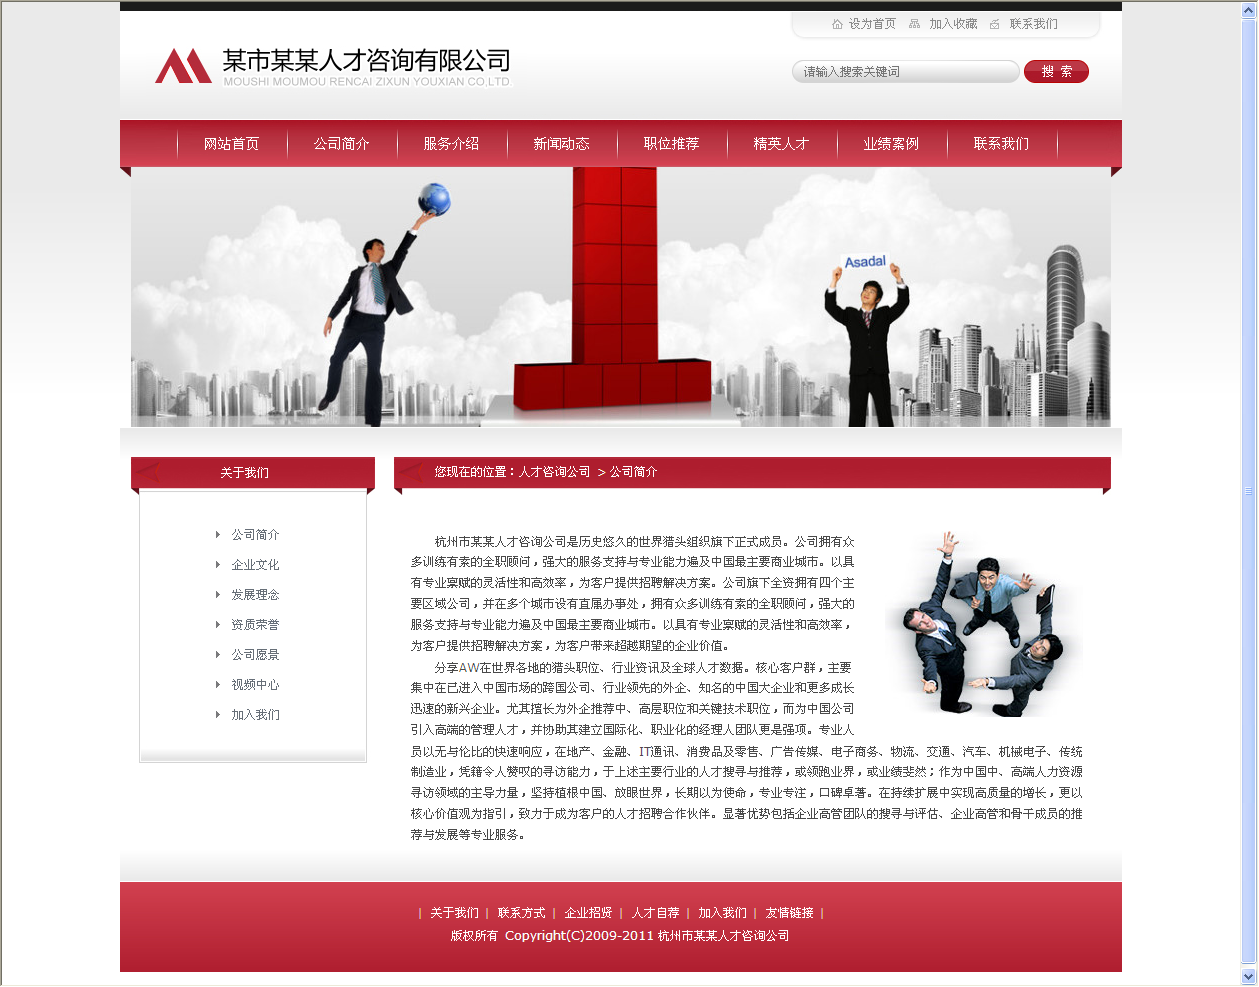 设为首页 加入收藏 联系我们
某市某某人才咨询有限公司
MOUSHI MOUMOU RENCAI ZIXUN YOUXIAN CO,LTD.
请输入搜索关键词 搜 索
网站首页 公司简介 服务介绍 新闻动态 职位推荐 精英人才 业绩案例 联系我们
Asadal
关于我们
公司简介
企业文化
发展理念
资质荣誉
公司愿景
视频中心
加入我们
您现在的位置：人才咨询公司 > 公司简介
杭州市某某人才咨询公司是历史悠久的世界猎头组织旗下正式成员。公司拥有众
多训练有素的全职顾问，强大的服务支持与专业能力遍及中国最主要商业城市。以具
有专业禀赋的灵活性和高效率，为客户提供招聘解决方案。公司旗下全资拥有四个主
要区域公司，并在多个城市设有直属办事处，拥有众多训练有素的全职顾问，强大的
服务支持与专业能力遍及中国最主要商业城市。以具有专业禀赋的灵活性和高效率，
为客户提供招聘解决方案，为客户带来超越期望的企业价值。
分享AW在世界各地的猎头职位、行业资讯及全球人才数据。核心客户群，主要
集中在已进入中国市场的跨国公司、行业领先的外企、知名的中国大企业和更多成长
迅速的新兴企业。尤其擅长为外企推荐中、高层职位和关键技术职位，而为中国公司
引入高端的管理人才，并协助其建立国际化、职业化的经理人团队更是强项。专业人
员以无与伦比的快速响应，在地产、金融、IT通讯、消费品及零售、广告传媒、电子商务、物流、交通、汽车、机械电子、传统
制造业，凭籍令人赞叹的寻访能力，于上述主要行业的人才搜寻与推荐，或领跑业界，或业绩斐然；作为中国中、高端人力资源
寻访领域的主导力量，坚持植根中国、放眼世界，长期以为使命，专业专注，口碑卓著。在持续扩展中实现高质量的增长，更以
核心价值观为指引，致力于成为客户的人才招聘合作伙伴。显著优势包括企业高管团队的搜寻与评估、企业高管和骨干成员的推
荐与发展等专业服务。
| 关于我们 | 联系方式 | 企业招贤 | 人才自荐 | 加入我们 | 友情链接 |
版权所有 Copyright(C)2009-2011 杭州市某某人才咨询公司